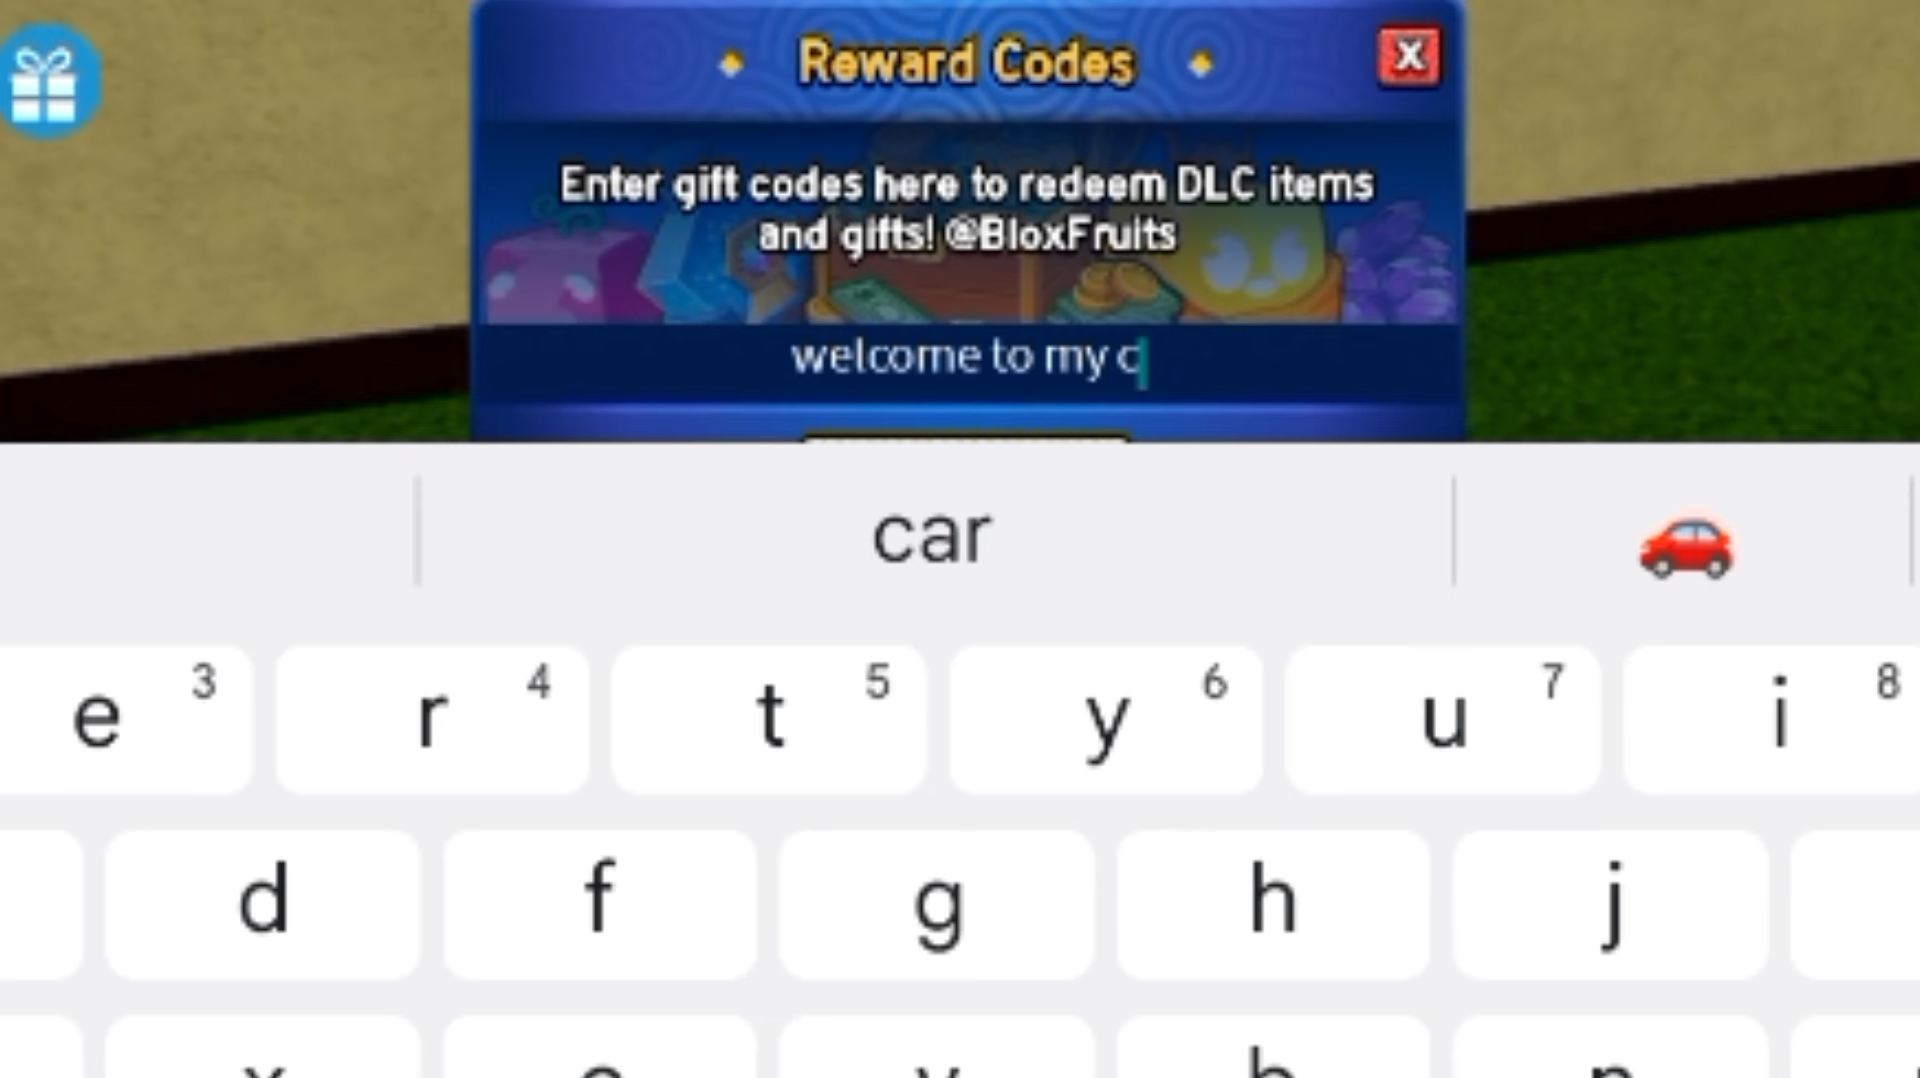 Reward Codes
X
Enter gift codes here to redeem DLC items
and gifts! @BloxFruits
welcome to my c
car
e 3 r 4 t 5 y 6 u 7 i 8
d f g h j
x c v b n